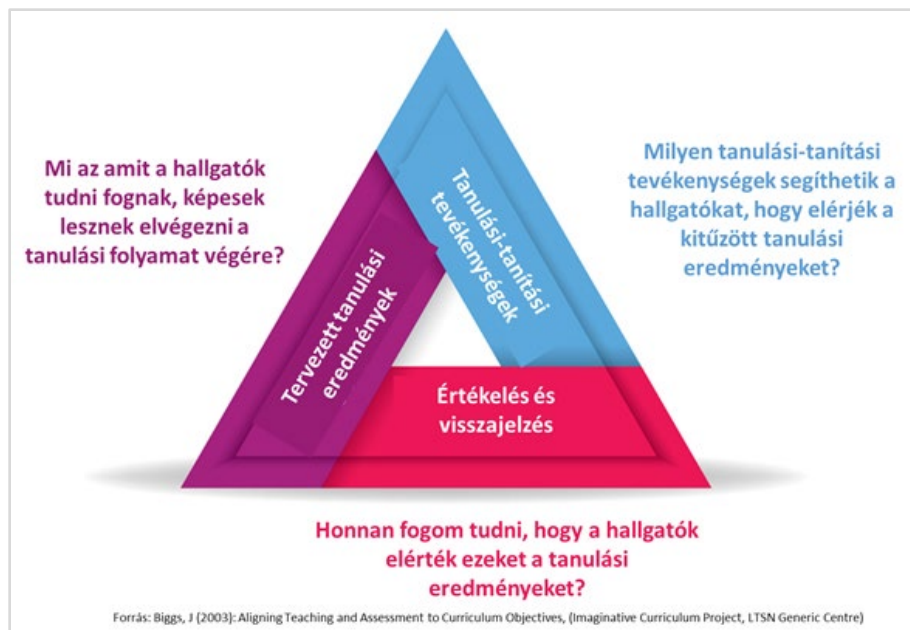 Mi az amit a hallgatók
tudni fognak, képesek
lesznek elvégezni a
tanulási folyamat végére?
Milyen tanulási-tanítási
tevékenységek segíthetik a
hallgatókat, hogy elérjék a
kitűzött tanulási
eredményeket?
Tervezett tanulási
eredmények
Tanulási-tanítási
tevékenységek
Értékelés és
visszajelzés
Honnan fogom tudni, hogy a hallgatók
elérték ezeket a tanulási
eredményeket?
Forrás: Biggs, J (2003): Aligning Teaching and Assessment to Curriculum Objectives, (Imaginative Curriculum Project, LTSN Generic Centre)